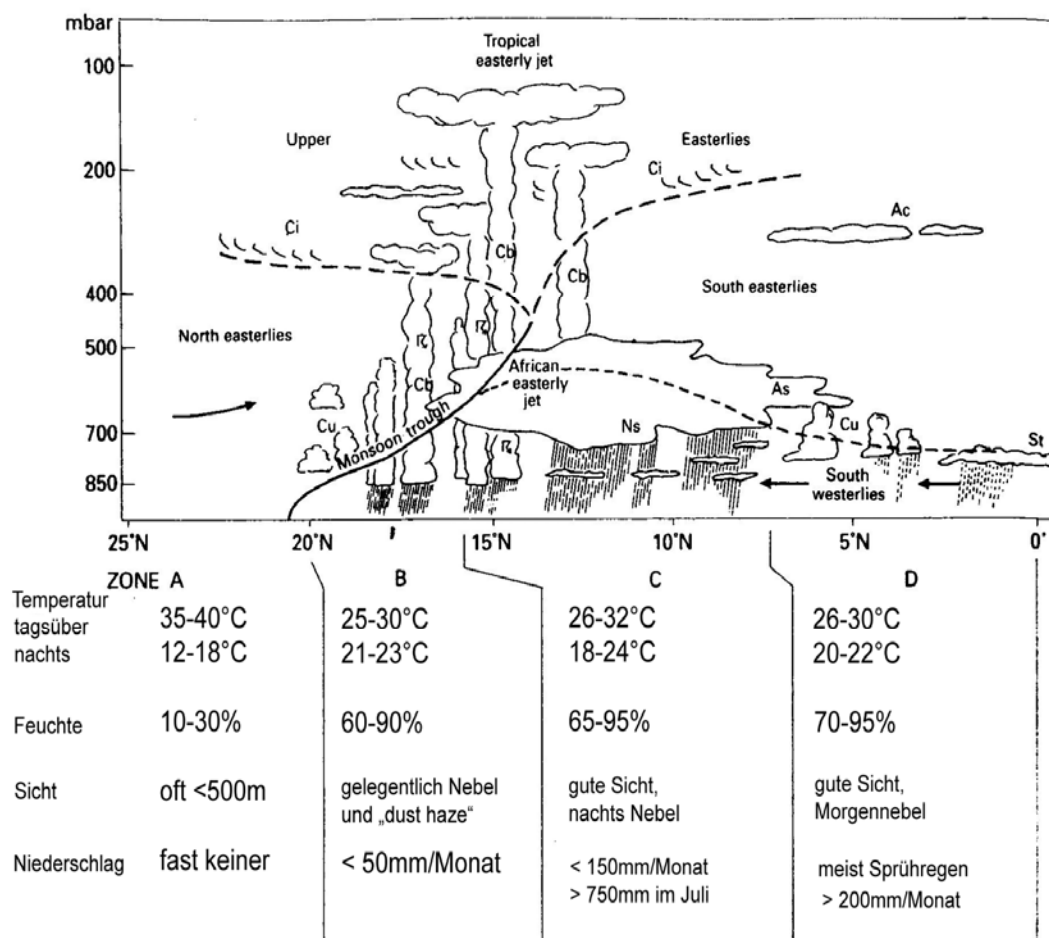 mbar
Tropical
easterly jet
100
Upper
Easterlies
200
Ci
Ac
Ci
Cb
Cb
South easterlies
400
North easterlies
500
African
easterly
jet
Cb
As
Cu
Monsoon trough
Ns
Cu
700
St
South
westerlies
850
25°N
20°N
15°N
10°N
5°N
0°
ZONE A
B
C
D
Temperatur
tagsüber
35-40°C
25-30°C
26-32°C
26-30°C
nachts
12-18°C
21-23°C
18-24°C
20-22°C
Feuchte
10-30%
60-90%
65-95%
70-95%
Sicht
oft <500m
gelegentlich Nebel
und „dust haze“
gute Sicht,
nachts Nebel
gute Sicht,
Morgennebel
Niederschlag
fast keiner
< 50mm/Monat
< 150mm/Monat
> 750mm im Juli
meist Sprühregen
> 200mm/Monat